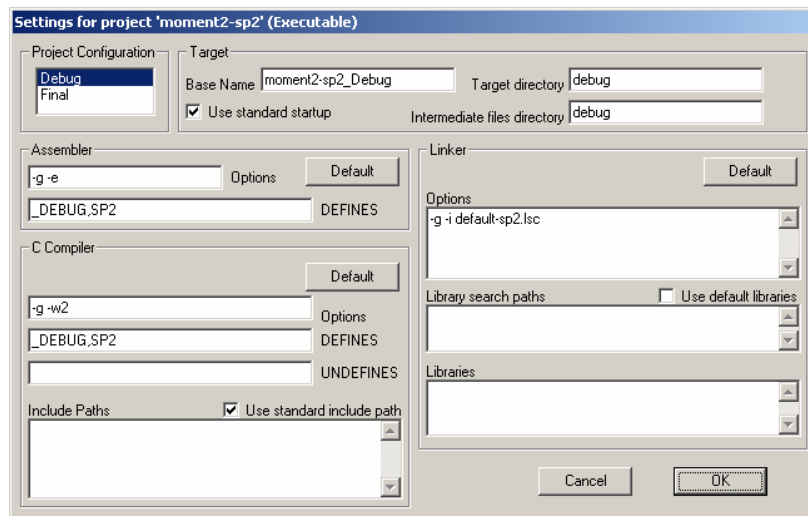 Settings for project 'moment2-sp2' (Executable)
Project Configuration
Debug
Final
Target
Base Name moment2-sp2_Debug
Target directory debug
Use standard startup
Intermediate files directory debug
Assembler
-g -e Options Default
_DEBUG,SP2 DEFINES
C Compiler
Default
-g -w2 Options
_DEBUG,SP2 DEFINES
UNDEFINES
Include Paths Use standard include path
Linker
Default
Options
-g -i default-sp2.lsc
Library search paths Use default libraries
Libraries
Cancel OK